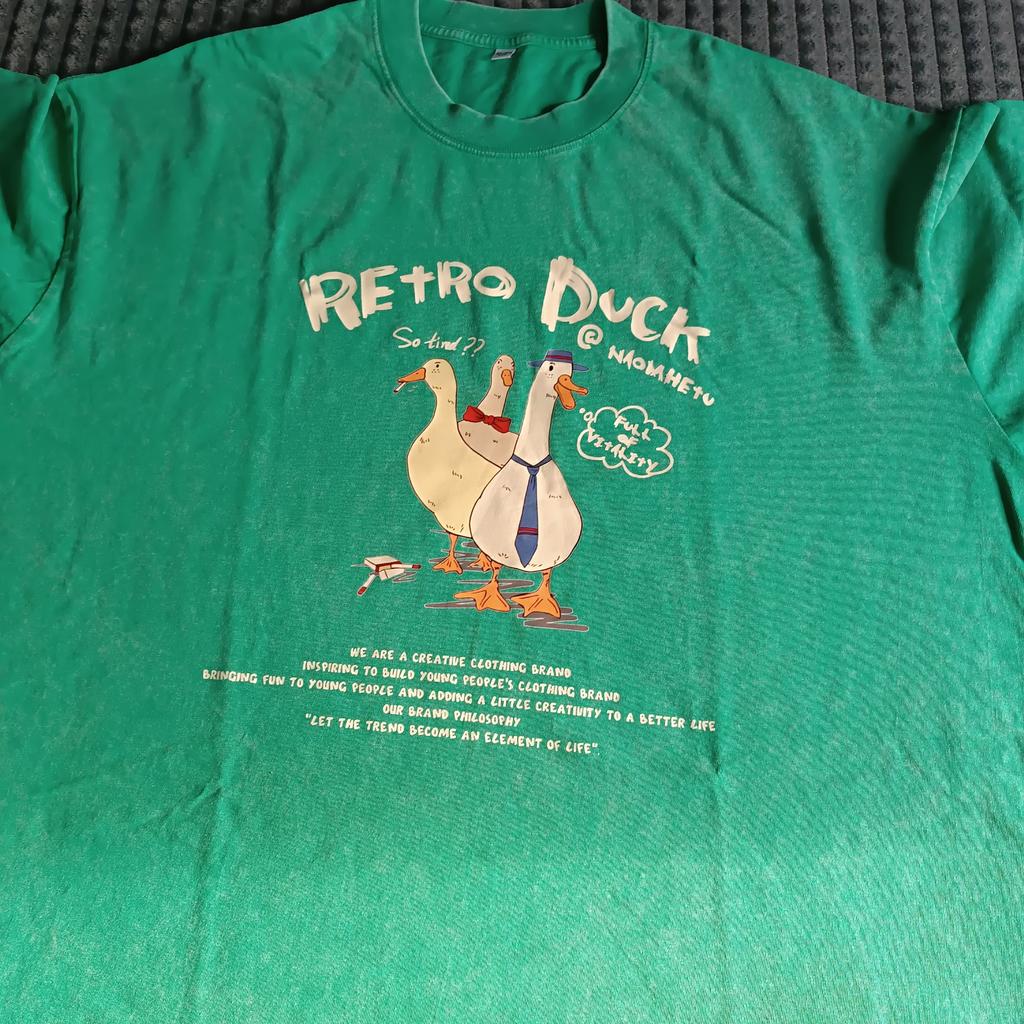 RETRO DUCK
@ NAOMHETU
So tird??
FULL
OF
VITALITY
WE ARE A CREATIVE CLOTHING BRAND
INSPIRING TO BUILD YOUNG PEOPLE'S CLOTHING BRAND
BRINGING FUN TO YOUNG PEOPLE AND ADDING A LITTLE CREATIVITY TO A BETTER LIFE
OUR BRAND PHILOSOPHY
"LET THE TREND BECOME AN ELEMENT OF LIFE".